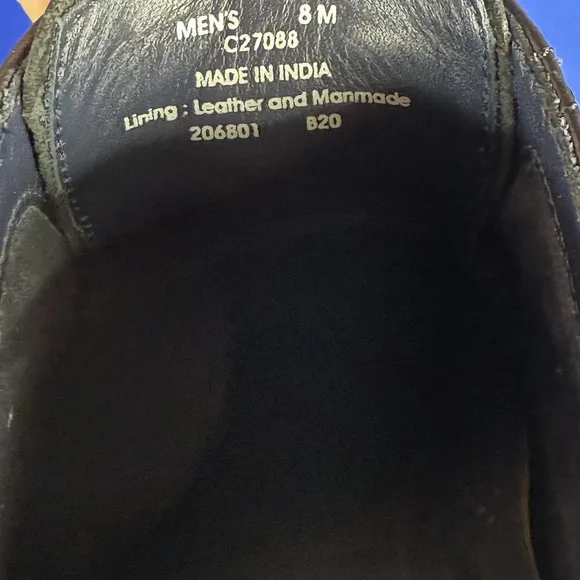 MEN'S 8 M
C27088
MADE IN INDIA
Lining : Leather and Manmade
206801 B20